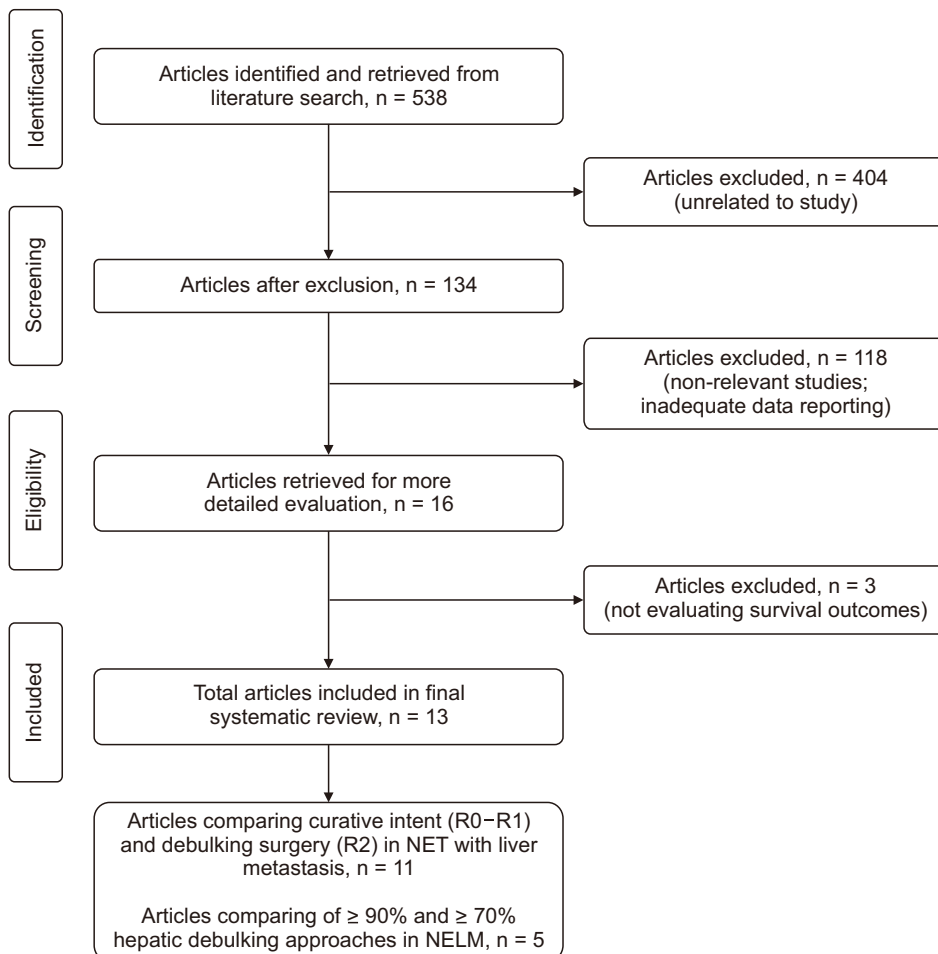 Identification
Articles identified and retrieved from
literature search, n = 538
Articles excluded, n = 404
(unrelated to study)
Screening
Articles after exclusion, n = 134
Articles excluded, n = 118
(non-relevant studies;
inadequate data reporting)
Eligibility
Articles retrieved for more
detailed evaluation, n = 16
Articles excluded, n = 3
(not evaluating survival outcomes)
Included
Total articles included in final
systematic review, n = 13
Articles comparing curative intent (R0−R1)
and debulking surgery (R2) in NET with liver
metastasis, n = 11
Articles comparing of ≥ 90% and ≥ 70%
hepatic debulking approaches in NELM, n = 5